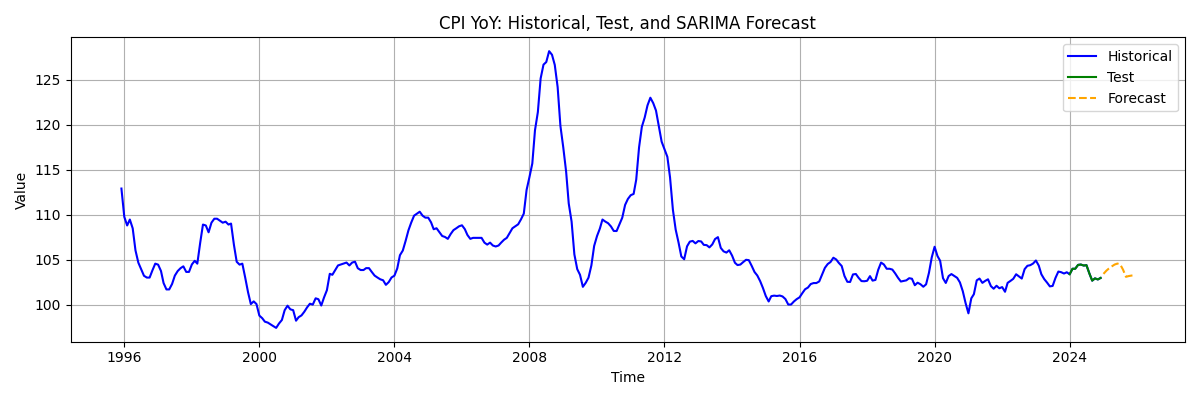 CPI YoY: Historical, Test, and SARIMA Forecast
Historical
Test
Forecast
Value
125
120
115
110
105
100
1996 2000 2004 2008 2012 2016 2020 2024
Time